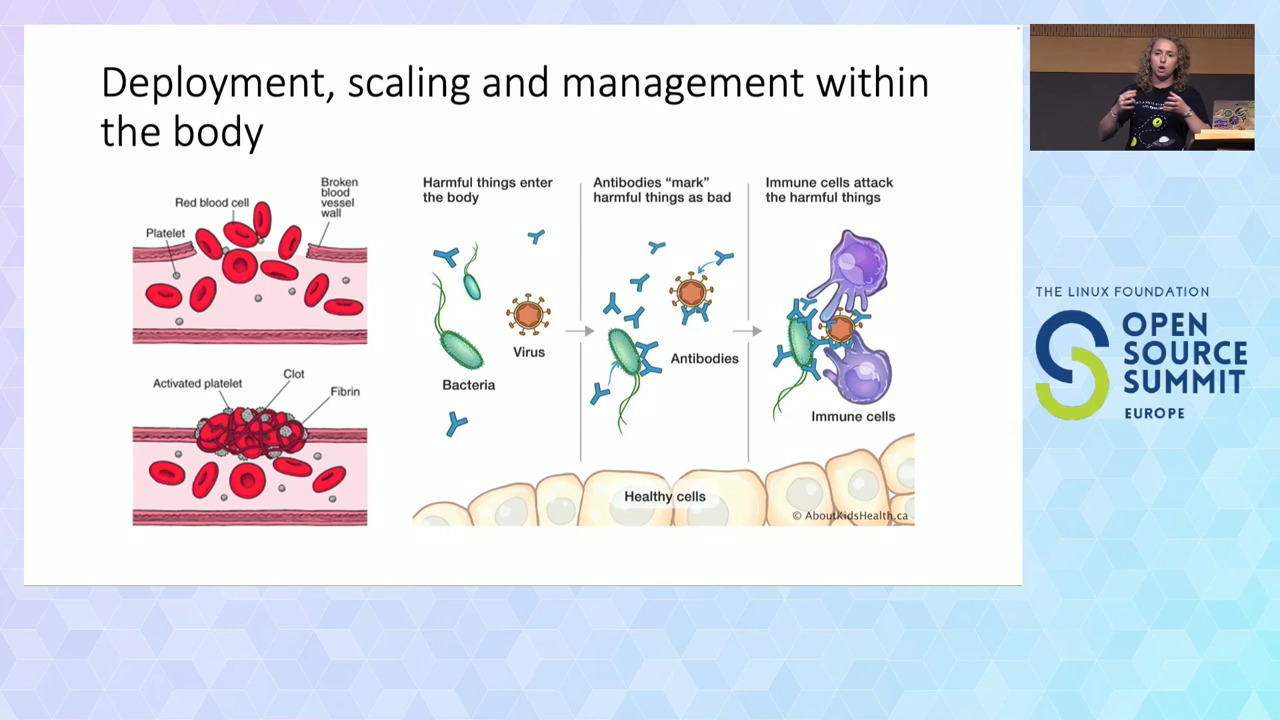 Deployment, scaling and management within
the body
Broken
blood
vessel
wall
Red blood cell
Platelet
Activated platelet
Clot
Fibrin
Harmful things enter
the body
Virus
Bacteria
Antibodies “mark”
harmful things as bad
Antibodies
Immune cells attack
the harmful things
Immune cells
Healthy cells
© AboutKidsHealth.ca
THE LINUX FOUNDATION
OPEN
SOURCE
SUMMIT
EUROPE